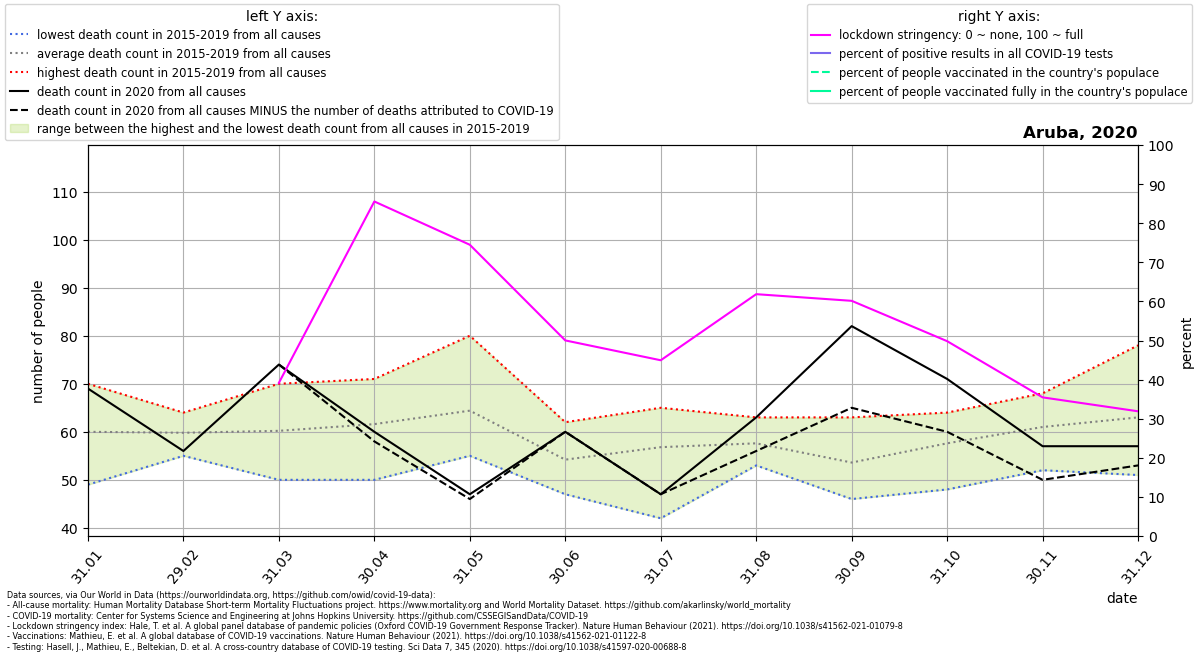 left Y axis:
lowest death count in 2015-2019 from all causes
average death count in 2015-2019 from all causes
highest death count in 2015-2019 from all causes
death count in 2020 from all causes
death count in 2020 from all causes MINUS the number of deaths attributed to COVID-19
range between the highest and the lowest death count from all causes in 2015-2019
right Y axis:
lockdown stringency: 0 ~ none, 100 ~ full
percent of positive results in all COVID-19 tests
percent of people vaccinated in the country's populace
percent of people vaccinated fully in the country's populace
Aruba, 2020
number of people
110
100
90
80
70
60
50
40
100
90
80
70
60
50
40
30
20
10
0
percent
31.01
29.02
31.03
30.04
31.05
30.06
31.07
31.08
30.09
31.10
30.11
31.12
date
Data sources, via Our World in Data (https://ourworldindata.org, https://github.com/owid/covid-19-data):
- All-cause mortality: Human Mortality Database Short-term Mortality Fluctuations project. https://www.mortality.org and World Mortality Dataset. https://github.com/akarlinsky/world_mortality
- COVID-19 mortality: Center for Systems Science and Engineering at Johns Hopkins University. https://github.com/CSSEGISandData/COVID-19
- Lockdown stringency index: Hale, T. et al. A global panel database of pandemic policies (Oxford COVID-19 Government Response Tracker). Nature Human Behaviour (2021). https://doi.org/10.1038/s41562-021-01079-8
- Vaccinations: Mathieu, E. et al. A global database of COVID-19 vaccinations. Nature Human Behaviour (2021). https://doi.org/10.1038/s41562-021-01122-8
- Testing: Hasell, J., Mathieu, E., Beltekian, D. et al. A cross-country database of COVID-19 testing. Sci Data 7, 345 (2020). https://doi.org/10.1038/s41597-020-00688-8